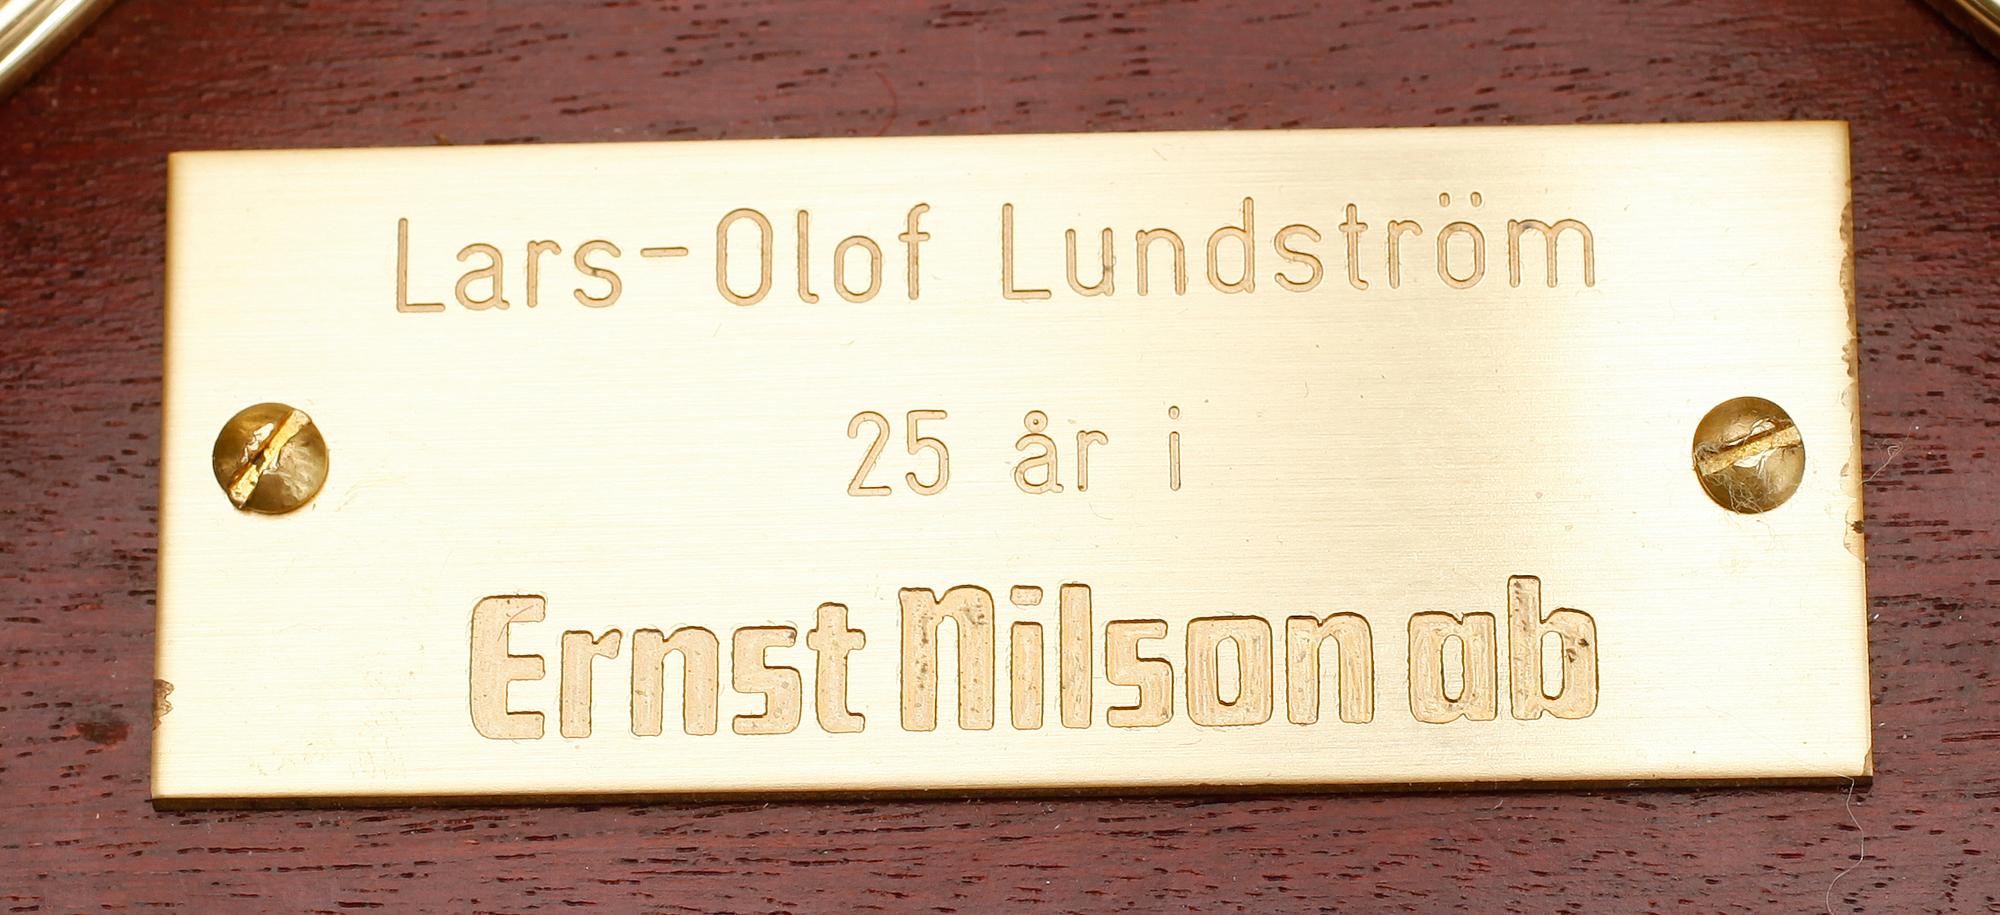 Lars-Olof Lundström
25 år i
Ernst Nilson ab